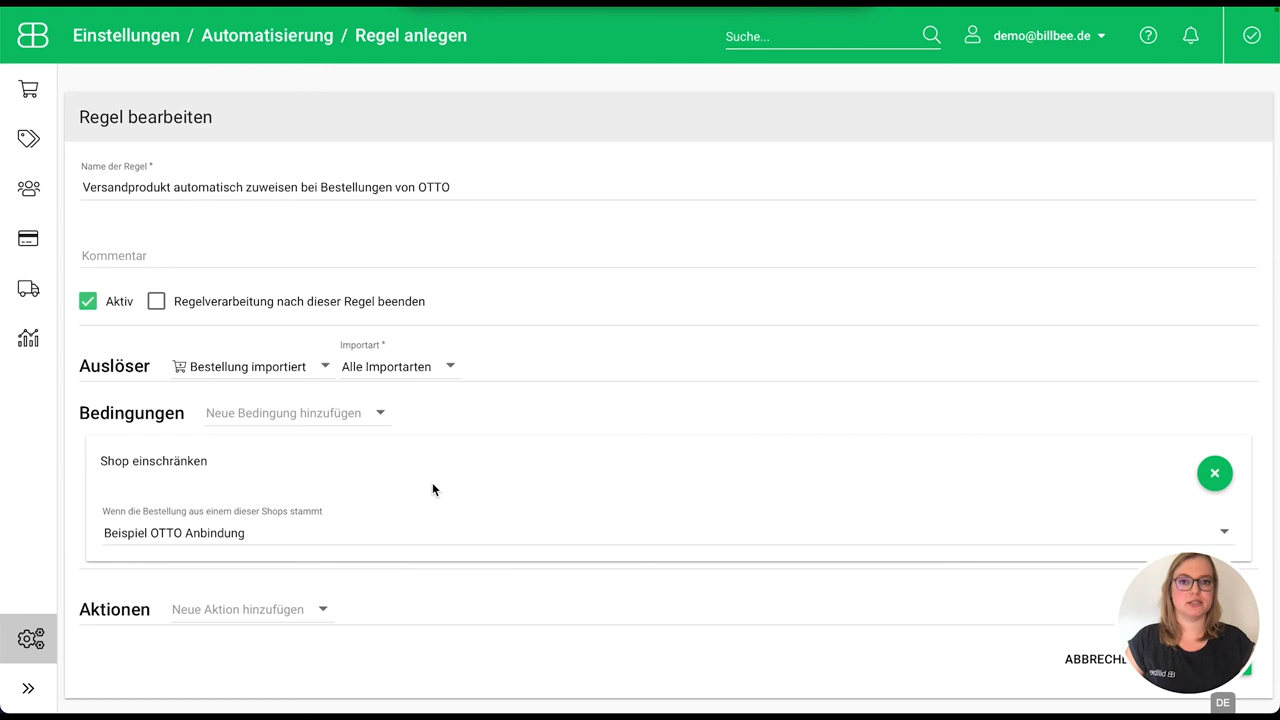 Einstellungen / Automatisierung / Regel anlegen
Suche...
demo@billbee.de
Regel bearbeiten
Name der Regel *
Versandprodukt automatisch zuweisen bei Bestellungen von OTTO
Kommentar
Aktiv
Regelverarbeitung nach dieser Regel beenden
Importart *
Auslöser
Bestellung importiert
Alle Importarten
Bedingungen
Neue Bedingung hinzufügen
Shop einschränken
Wenn die Bestellung aus einem dieser Shops stammt
Beispiel OTTO Anbindung
Aktionen
Neue Aktion hinzufügen
ABBRECHE
DE